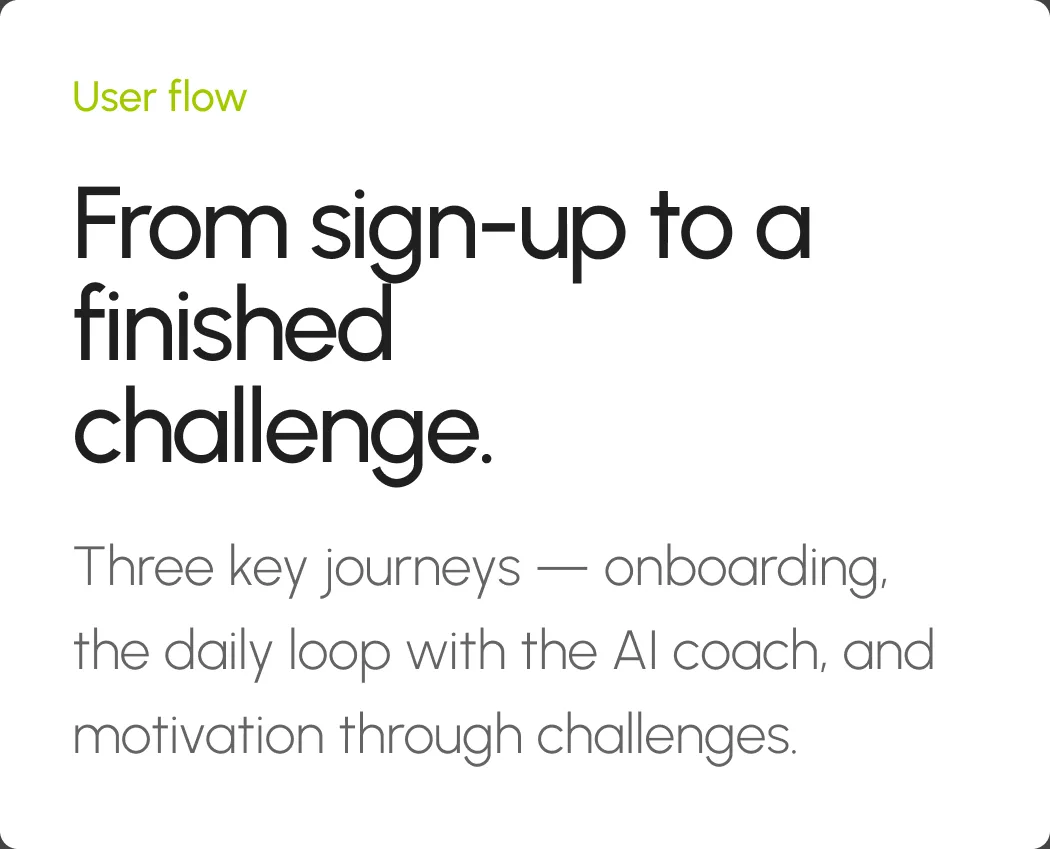 User flow
From sign-up to a
finished
challenge.
Three key journeys — onboarding,
the daily loop with the AI coach, and
motivation through challenges.